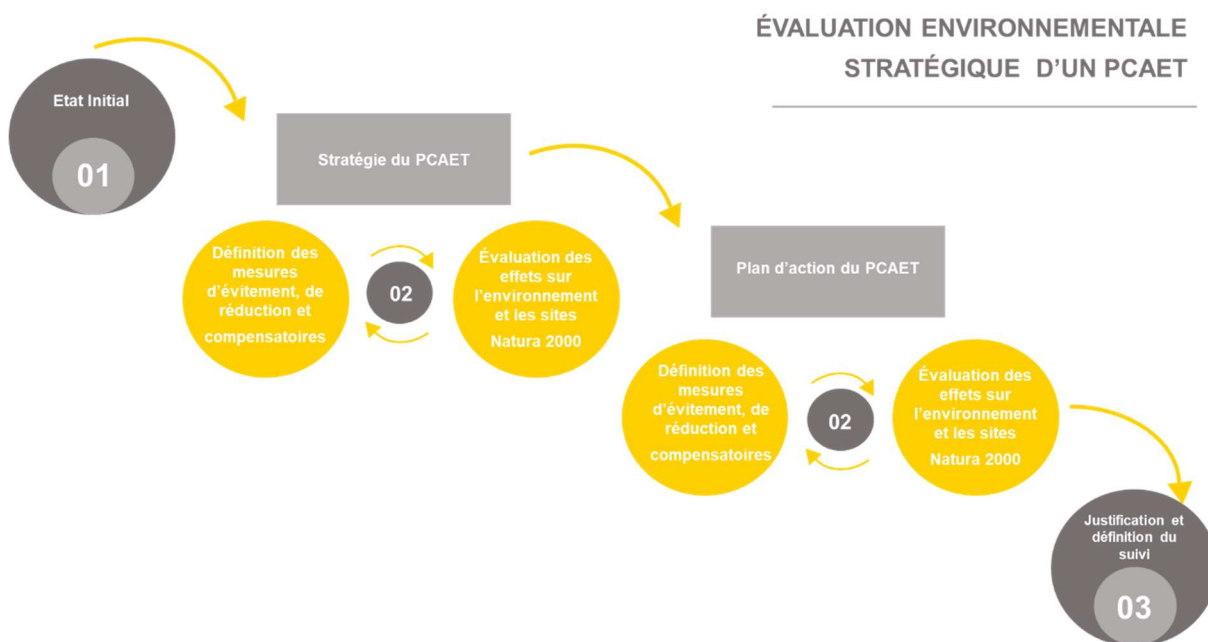 ÉVALUATION ENVIRONNEMENTALE
STRATÉGIQUE D'UN PCAET
Etat Initial
01
Stratégie du PCAET
Définition des
mesures
d'évitement, de
réduction et
compensatoires
02
Évaluation des
effets sur
l'environnement
et les sites
Natura 2000
Plan d'action du PCAET
Définition des
mesures
d'évitement, de
réduction et
compensatoires
02
Évaluation des
effets sur
l'environnement
et les sites
Natura 2000
Justification et
définition du
suivi
03